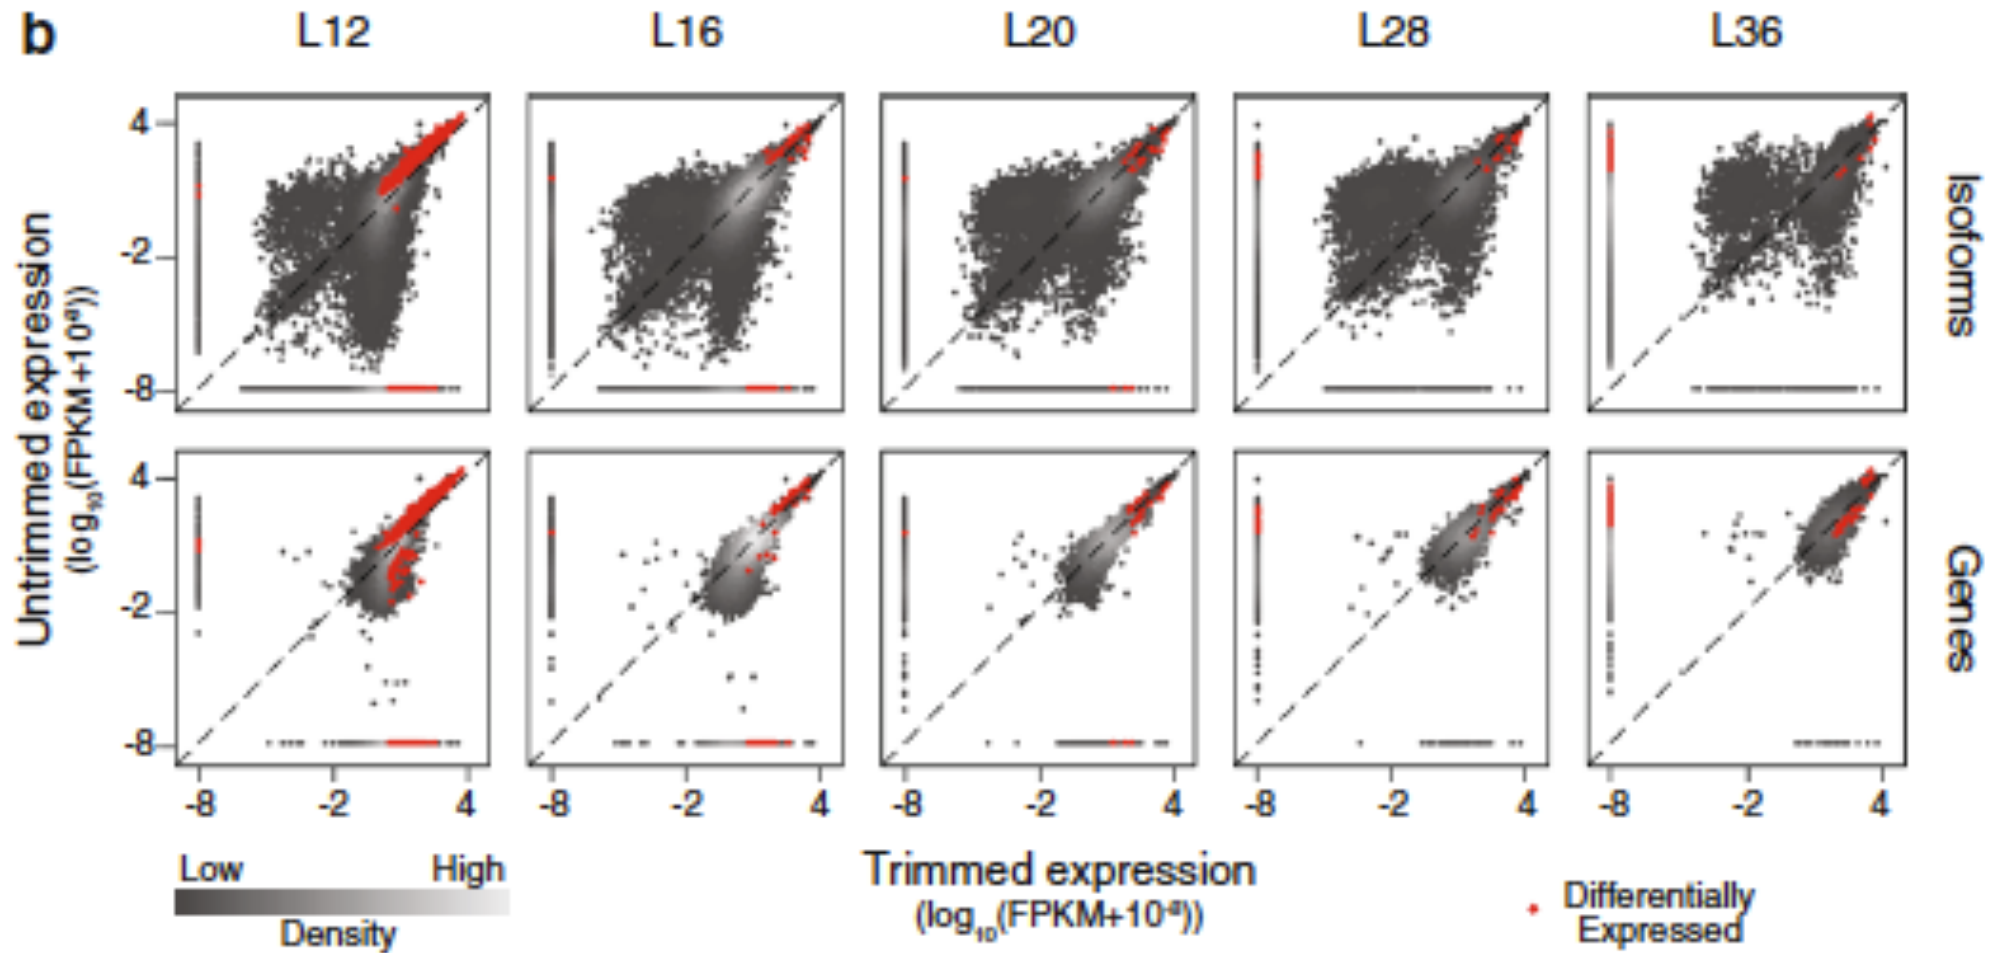 b
L12 L16 L20 L28 L36
Untrimmed expression
(log₁₀(FPKM+10⁻⁸))
4
-2
-8
Isoforms
4
-2
-8
Genes
-8 -2 4 -8 -2 4 -8 -2 4 -8 -2 4 -8 -2 4
Low High
Density
Trimmed expression
(log₁₀(FPKM+10⁻⁸))
Differentially
Expressed